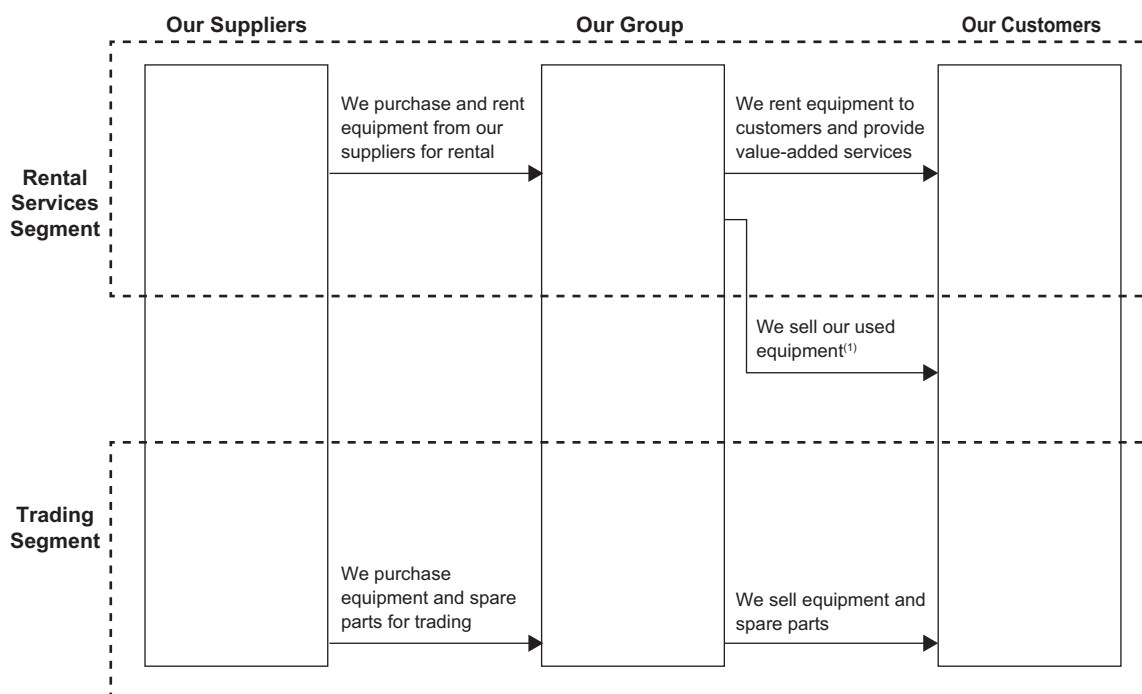 Our Suppliers
Our Group
Our Customers
Rental
Services
Segment
We purchase and rent
equipment from our
suppliers for rental
We rent equipment to
customers and provide
value-added services
We sell our used
equipment(1)
Trading
Segment
We purchase
equipment and spare
parts for trading
We sell equipment and
spare parts